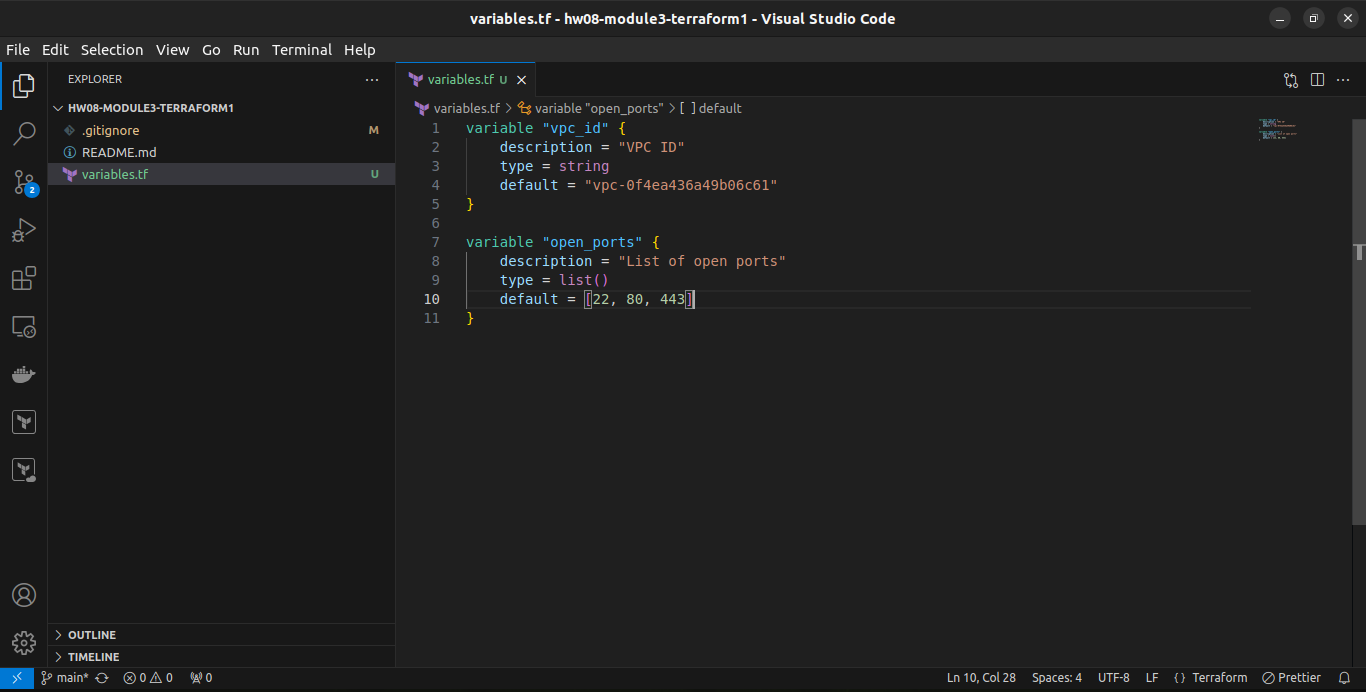 variables.tf - hw08-module3-terraform1 - Visual Studio Code
File Edit Selection View Go Run Terminal Help
EXPLORER
HW08-MODULE3-TERRAFORM1
.gitignore M
README.md
variables.tf U
OUTLINE
TIMELINE
variables.tf U
variables.tf > variable "open_ports" > [ ] default
1 variable "vpc_id" {
2 description = "VPC ID"
3 type = string
4 default = "vpc-0f4ea436a49b06c61"
5 }
6
7 variable "open_ports" {
8 description = "List of open ports"
9 type = list()
10 default = [22, 80, 443]
11 }
2
main* 0 0 0 Ln 10, Col 28 Spaces: 4 UTF-8 LF { } Terraform Prettier